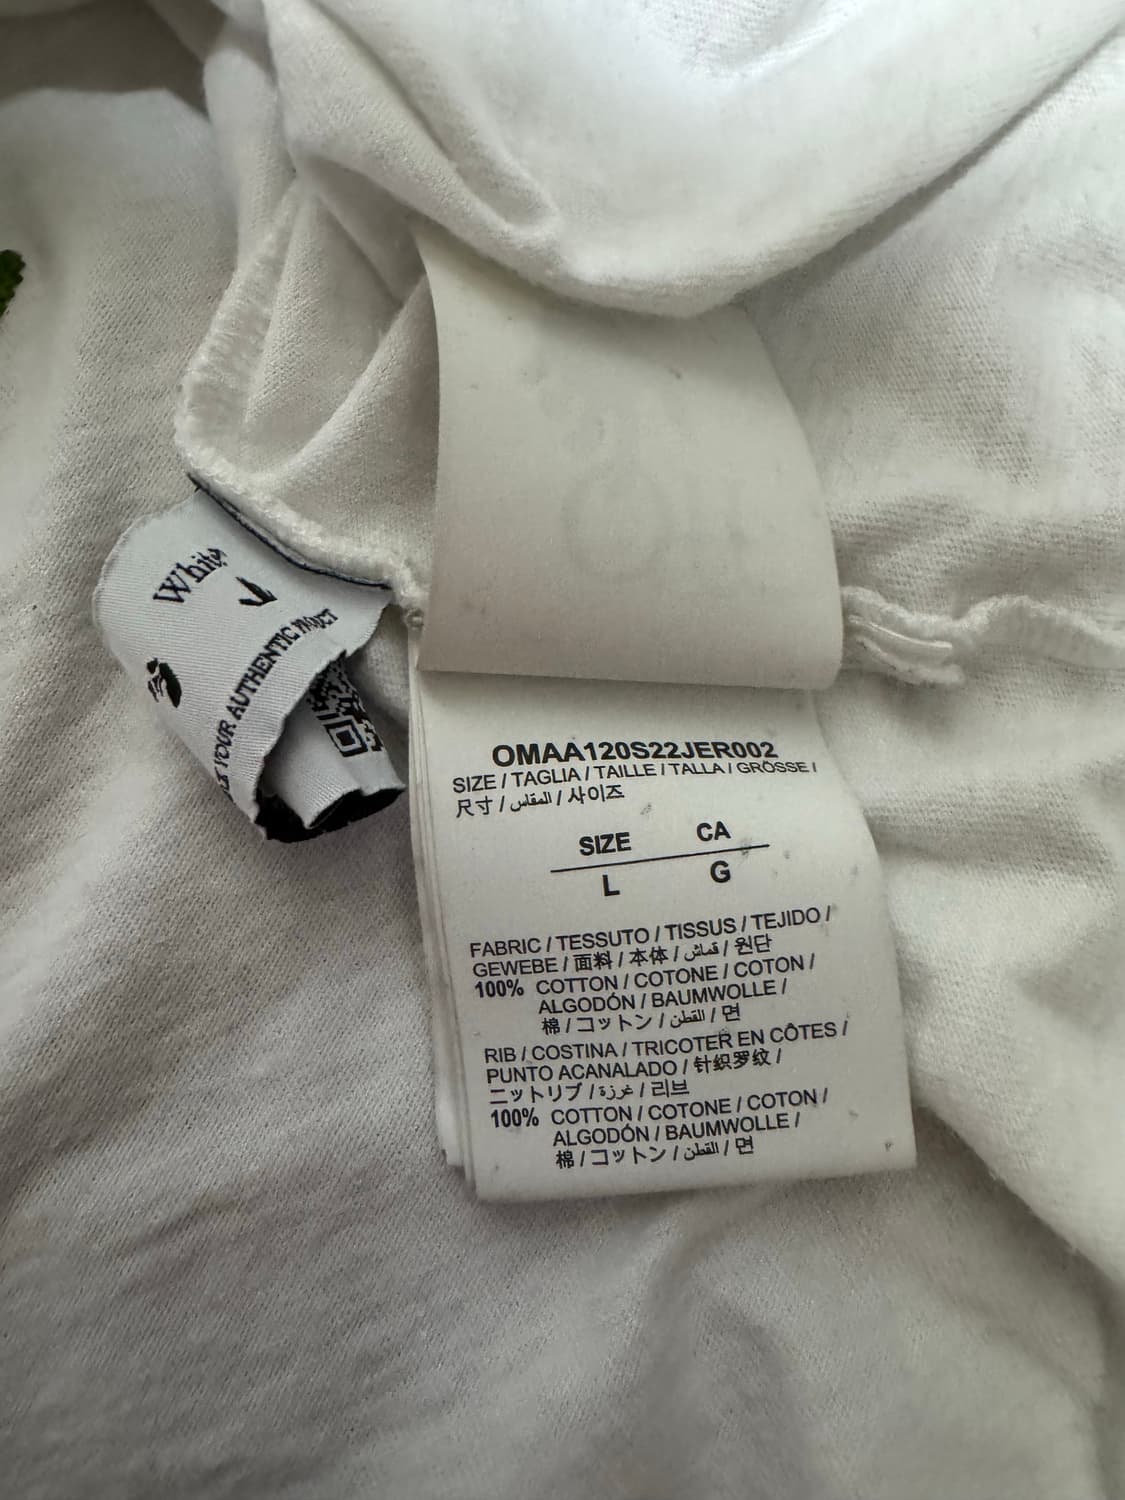 White
YOUR AUTHENTIC PRODUCT
OMAA120S22JER002
SIZE / TAGLIA / TAILLE / TALLA / GRÖSSE /
尺寸 / المقاس / 사이즈
SIZE CA
L G
FABRIC / TESSUTO / TISSUS / TEJIDO /
GEWEBE / 面料 / 本体 / قماش / 원단
100% COTTON / COTONE / COTON /
ALGODÓN / BAUMWOLLE /
棉 / コットン / القطن / 면
RIB / COSTINA / TRICOTER EN CÔTES /
PUNTO ACANALADO / 针织罗纹 /
ニットリブ / غرزة / 리브
100% COTTON / COTONE / COTON /
ALGODÓN / BAUMWOLLE /
棉 / コットン / القطن / 면